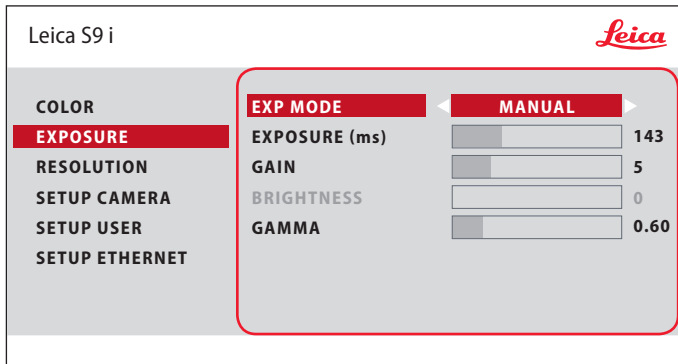 Leica S9 i
Leica
COLOR
EXPOSURE
RESOLUTION
SETUP CAMERA
SETUP USER
SETUP ETHERNET
EXP MODE MANUAL
EXPOSURE (ms) 143
GAIN 5
BRIGHTNESS 0
GAMMA 0.60